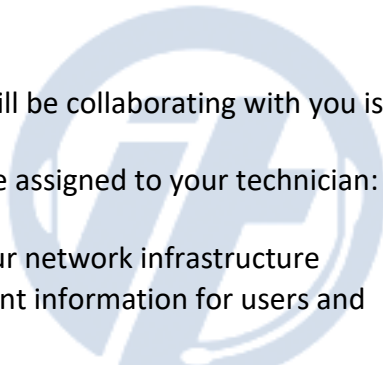 ill be collaborating with you is
e assigned to your technician:
ur network infrastructure
nt information for users and